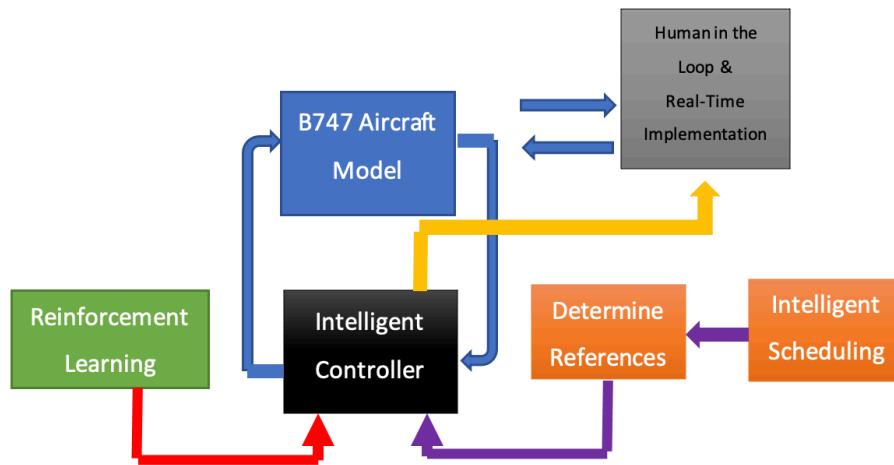 Human in the
Loop &
Real-Time
Implementation
B747 Aircraft
Model
Reinforcement
Learning
Intelligent
Controller
Determine
References
Intelligent
Scheduling